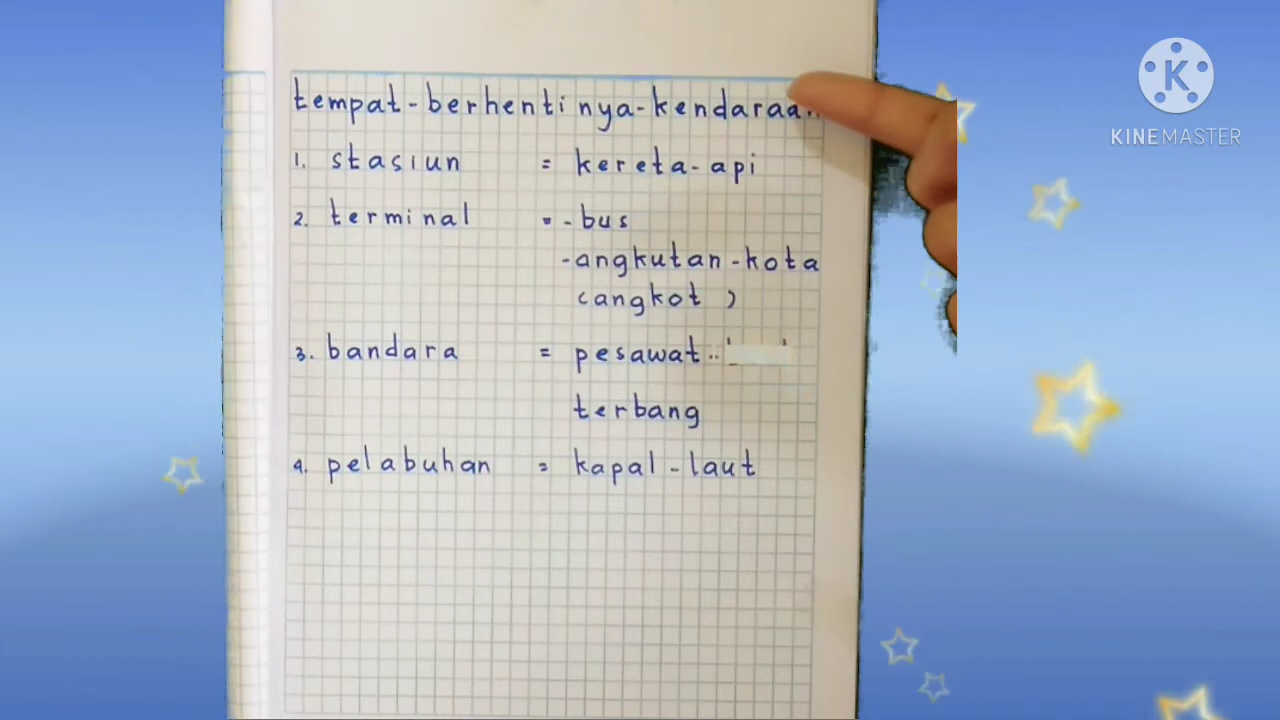 tempat-berhentinya-kendaraan
1. stasiun = kereta-api
2. terminal = -bus
-angkutan-kota
(angkot)
3. bandara = pesawat..
terbang
4. pelabuhan = kapal-laut
KINEMASTER